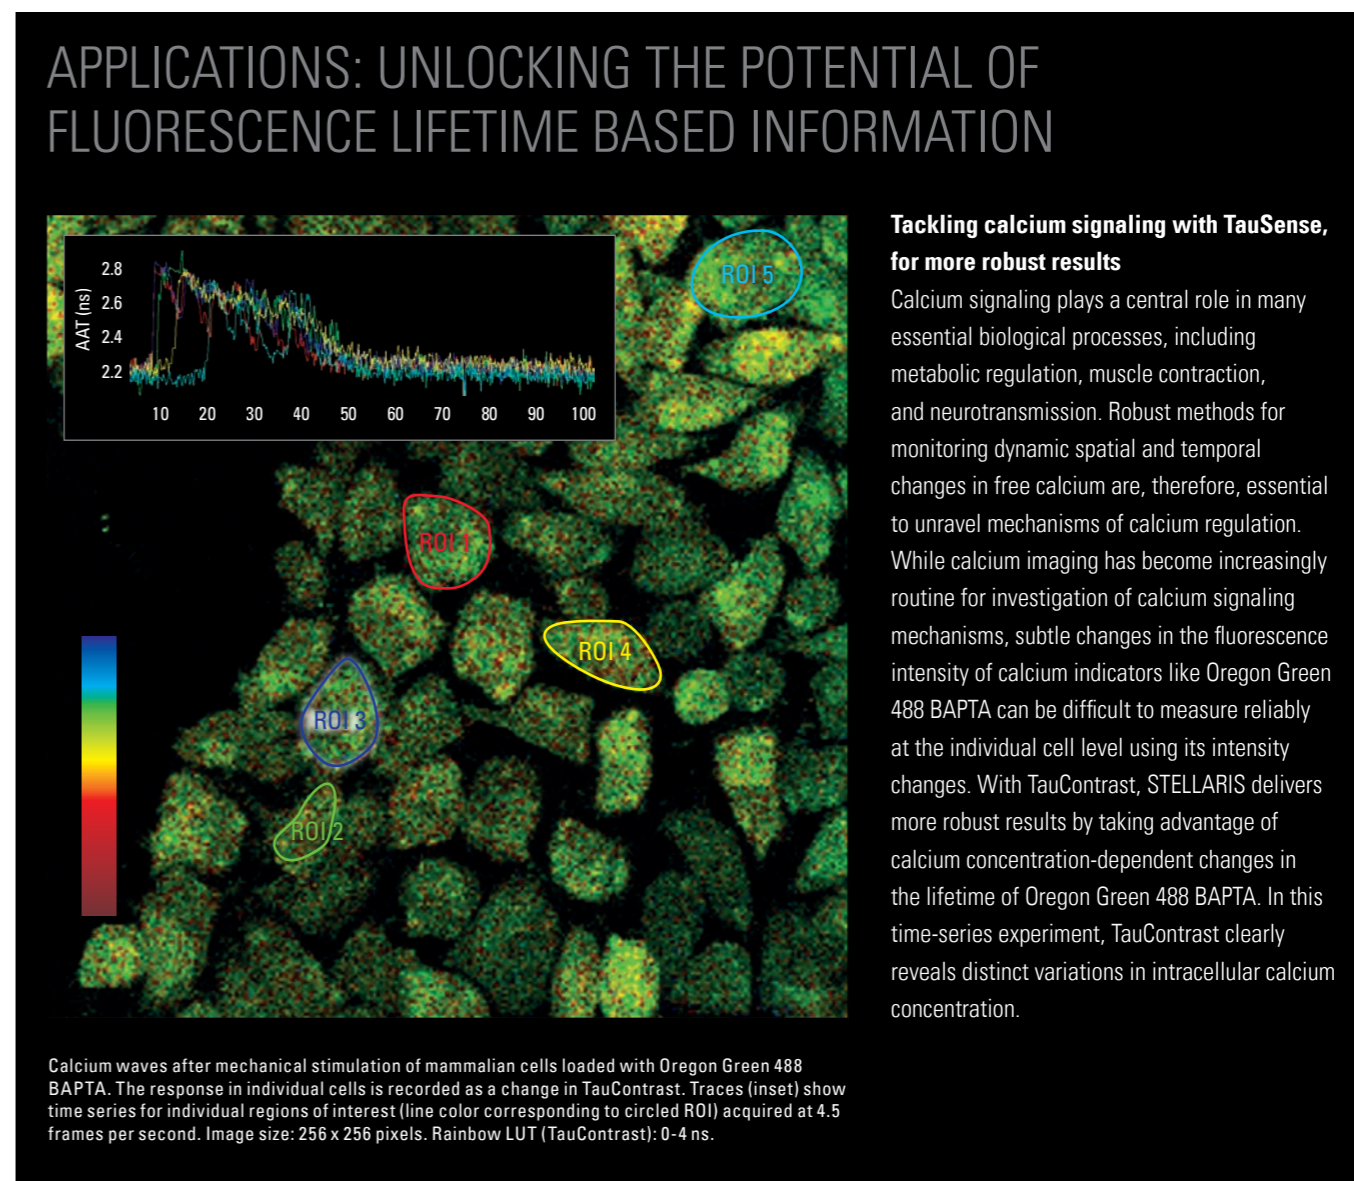 APPLICATIONS: UNLOCKING THE POTENTIAL OF
FLUORESCENCE LIFETIME BASED INFORMATION
AAT (ns)
2.8
2.6
2.4
2.2
10 20 30 40 50 60 70 80 90 100
ROI 5
ROI 1
ROI 4
ROI 3
ROI 2
Tackling calcium signaling with TauSense,
for more robust results
Calcium signaling plays a central role in many
essential biological processes, including
metabolic regulation, muscle contraction,
and neurotransmission. Robust methods for
monitoring dynamic spatial and temporal
changes in free calcium are, therefore, essential
to unravel mechanisms of calcium regulation.
While calcium imaging has become increasingly
routine for investigation of calcium signaling
mechanisms, subtle changes in the fluorescence
intensity of calcium indicators like Oregon Green
488 BAPTA can be difficult to measure reliably
at the individual cell level using its intensity
changes. With TauContrast, STELLARIS delivers
more robust results by taking advantage of
calcium concentration-dependent changes in
the lifetime of Oregon Green 488 BAPTA. In this
time-series experiment, TauContrast clearly
reveals distinct variations in intracellular calcium
concentration.
Calcium waves after mechanical stimulation of mammalian cells loaded with Oregon Green 488
BAPTA. The response in individual cells is recorded as a change in TauContrast. Traces (inset) show
time series for individual regions of interest (line color corresponding to circled ROI) acquired at 4.5
frames per second. Image size: 256 x 256 pixels. Rainbow LUT (TauContrast): 0-4 ns.